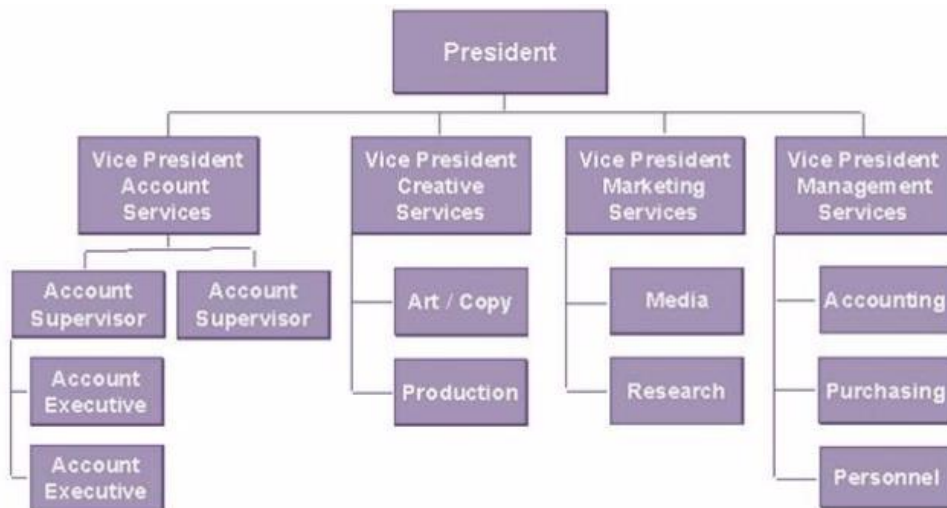 President
Vice President
Account
Services
Vice President
Creative
Services
Vice President
Marketing
Services
Vice President
Management
Services
Account
Supervisor
Account
Supervisor
Account
Executive
Account
Executive
Art / Copy
Production
Media
Research
Accounting
Purchasing
Personnel